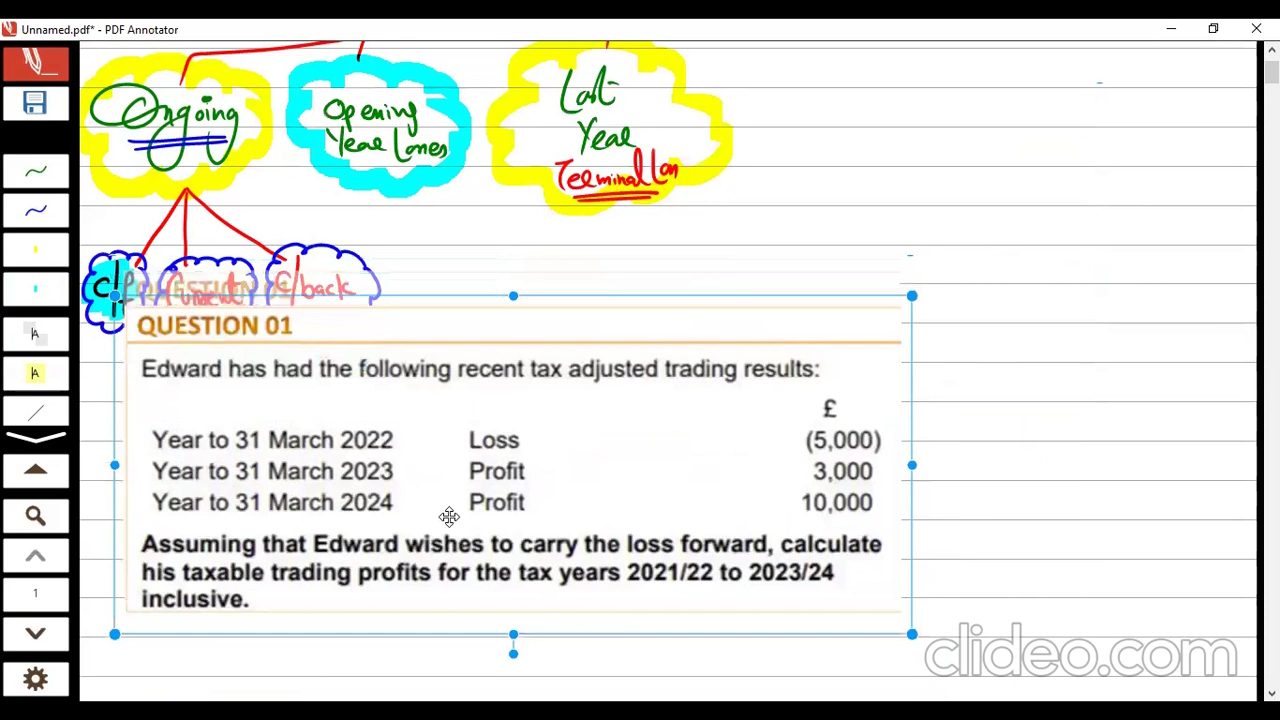 Unnamed.pdf* - PDF Annotator
Ongoing
Opening
Year Losses
Last
Year
Terminal Loss
C/f
Current
C/back
QUESTION 01
QUESTION 01
Edward has had the following recent tax adjusted trading results:
£
Year to 31 March 2022 Loss (5,000)
Year to 31 March 2023 Profit 3,000
Year to 31 March 2024 Profit 10,000
Assuming that Edward wishes to carry the loss forward, calculate
his taxable trading profits for the tax years 2021/22 to 2023/24
inclusive.
A
A
1
clideo.com